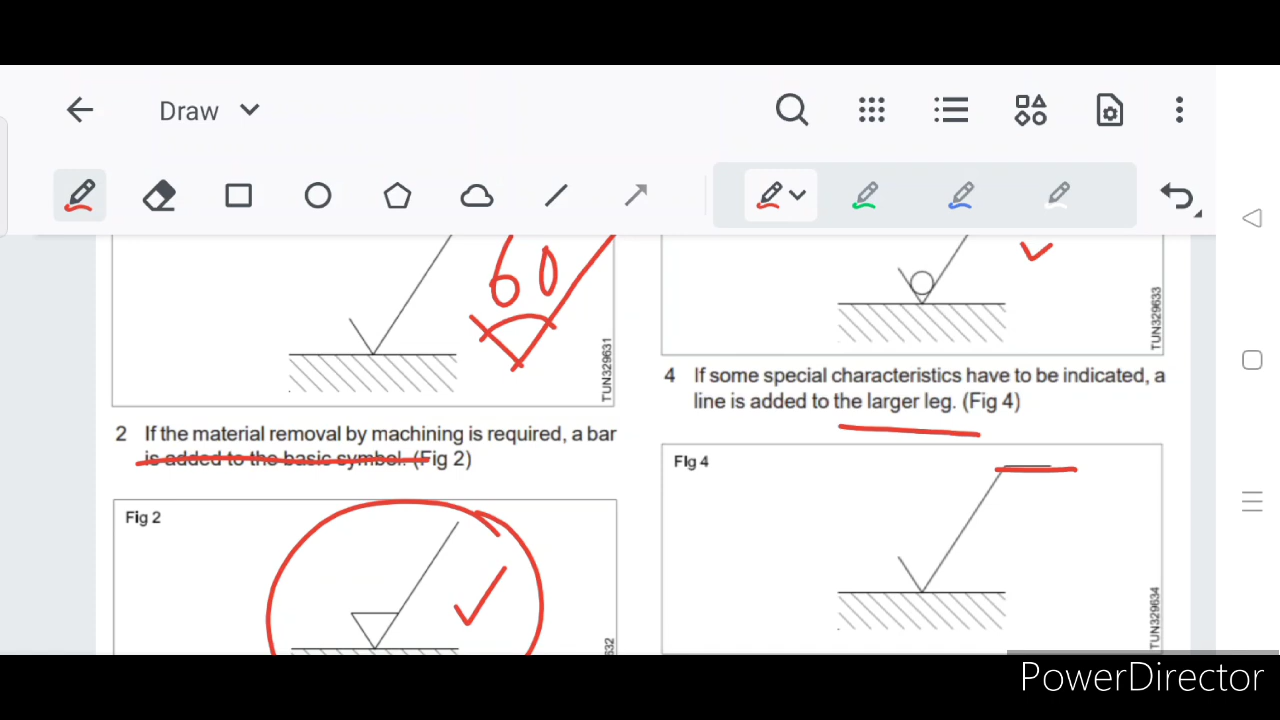 Draw
60
TUN329631
2 If the material removal by machining is required, a bar
is added to the basic symbol. (Fig 2)
Fig 2
632
TUN329633
4 If some special characteristics have to be indicated, a
line is added to the larger leg. (Fig 4)
Fig 4
TUN329634
PowerDirector